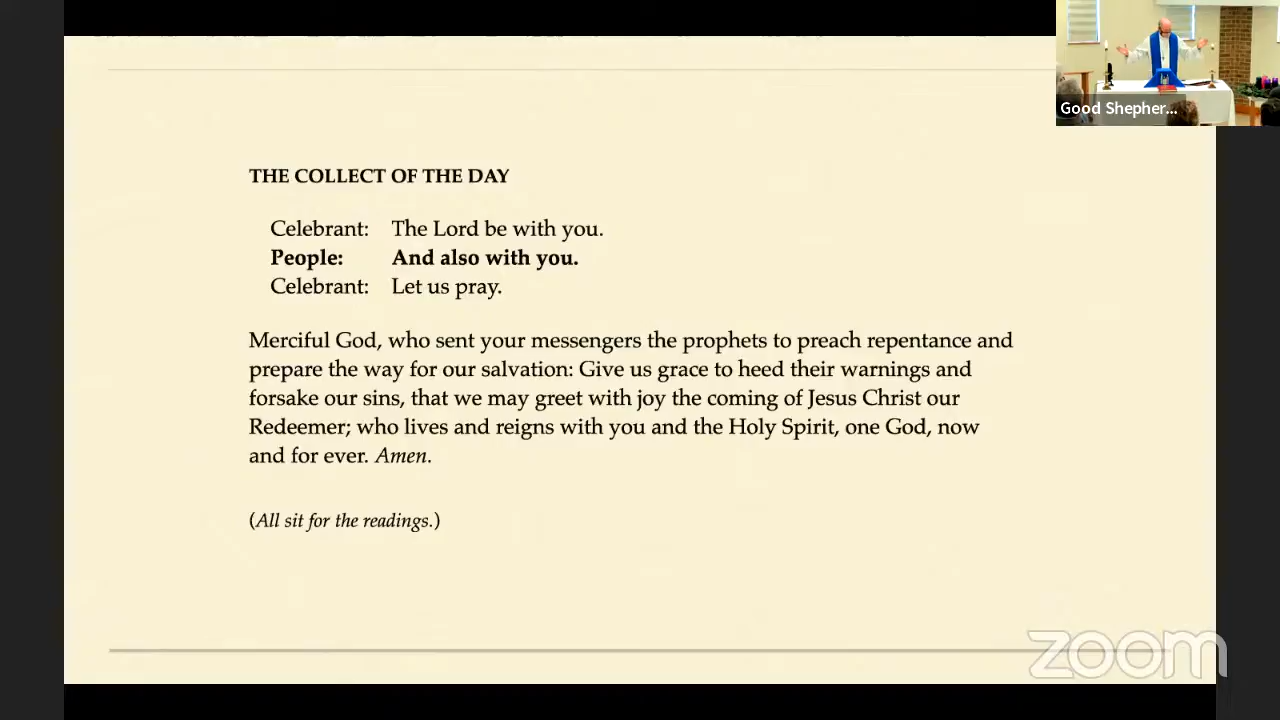 Good Shepher...
THE COLLECT OF THE DAY
Celebrant: The Lord be with you.
People: And also with you.
Celebrant: Let us pray.
Merciful God, who sent your messengers the prophets to preach repentance and
prepare the way for our salvation: Give us grace to heed their warnings and
forsake our sins, that we may greet with joy the coming of Jesus Christ our
Redeemer; who lives and reigns with you and the Holy Spirit, one God, now
and for ever. Amen.
(All sit for the readings.)
zoom